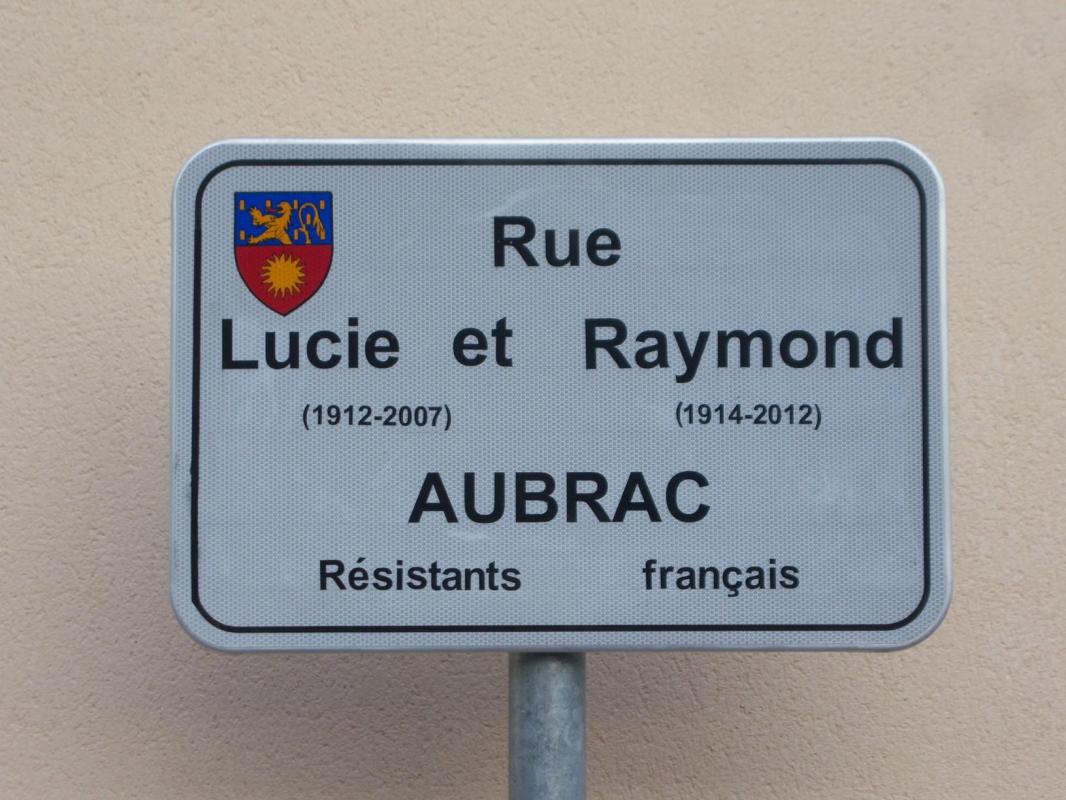 Rue
Lucie et Raymond
(1912-2007) (1914-2012)
AUBRAC
Résistants français